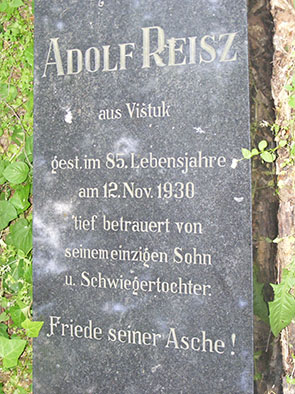 ADOLF REISZ
aus Vištuk
gest. im 85. Lebensjahre
am 12. Nov. 1930
tief betrauert von
seinem einzigen Sohn
u. Schwiegertochter.
Friede seiner Asche!